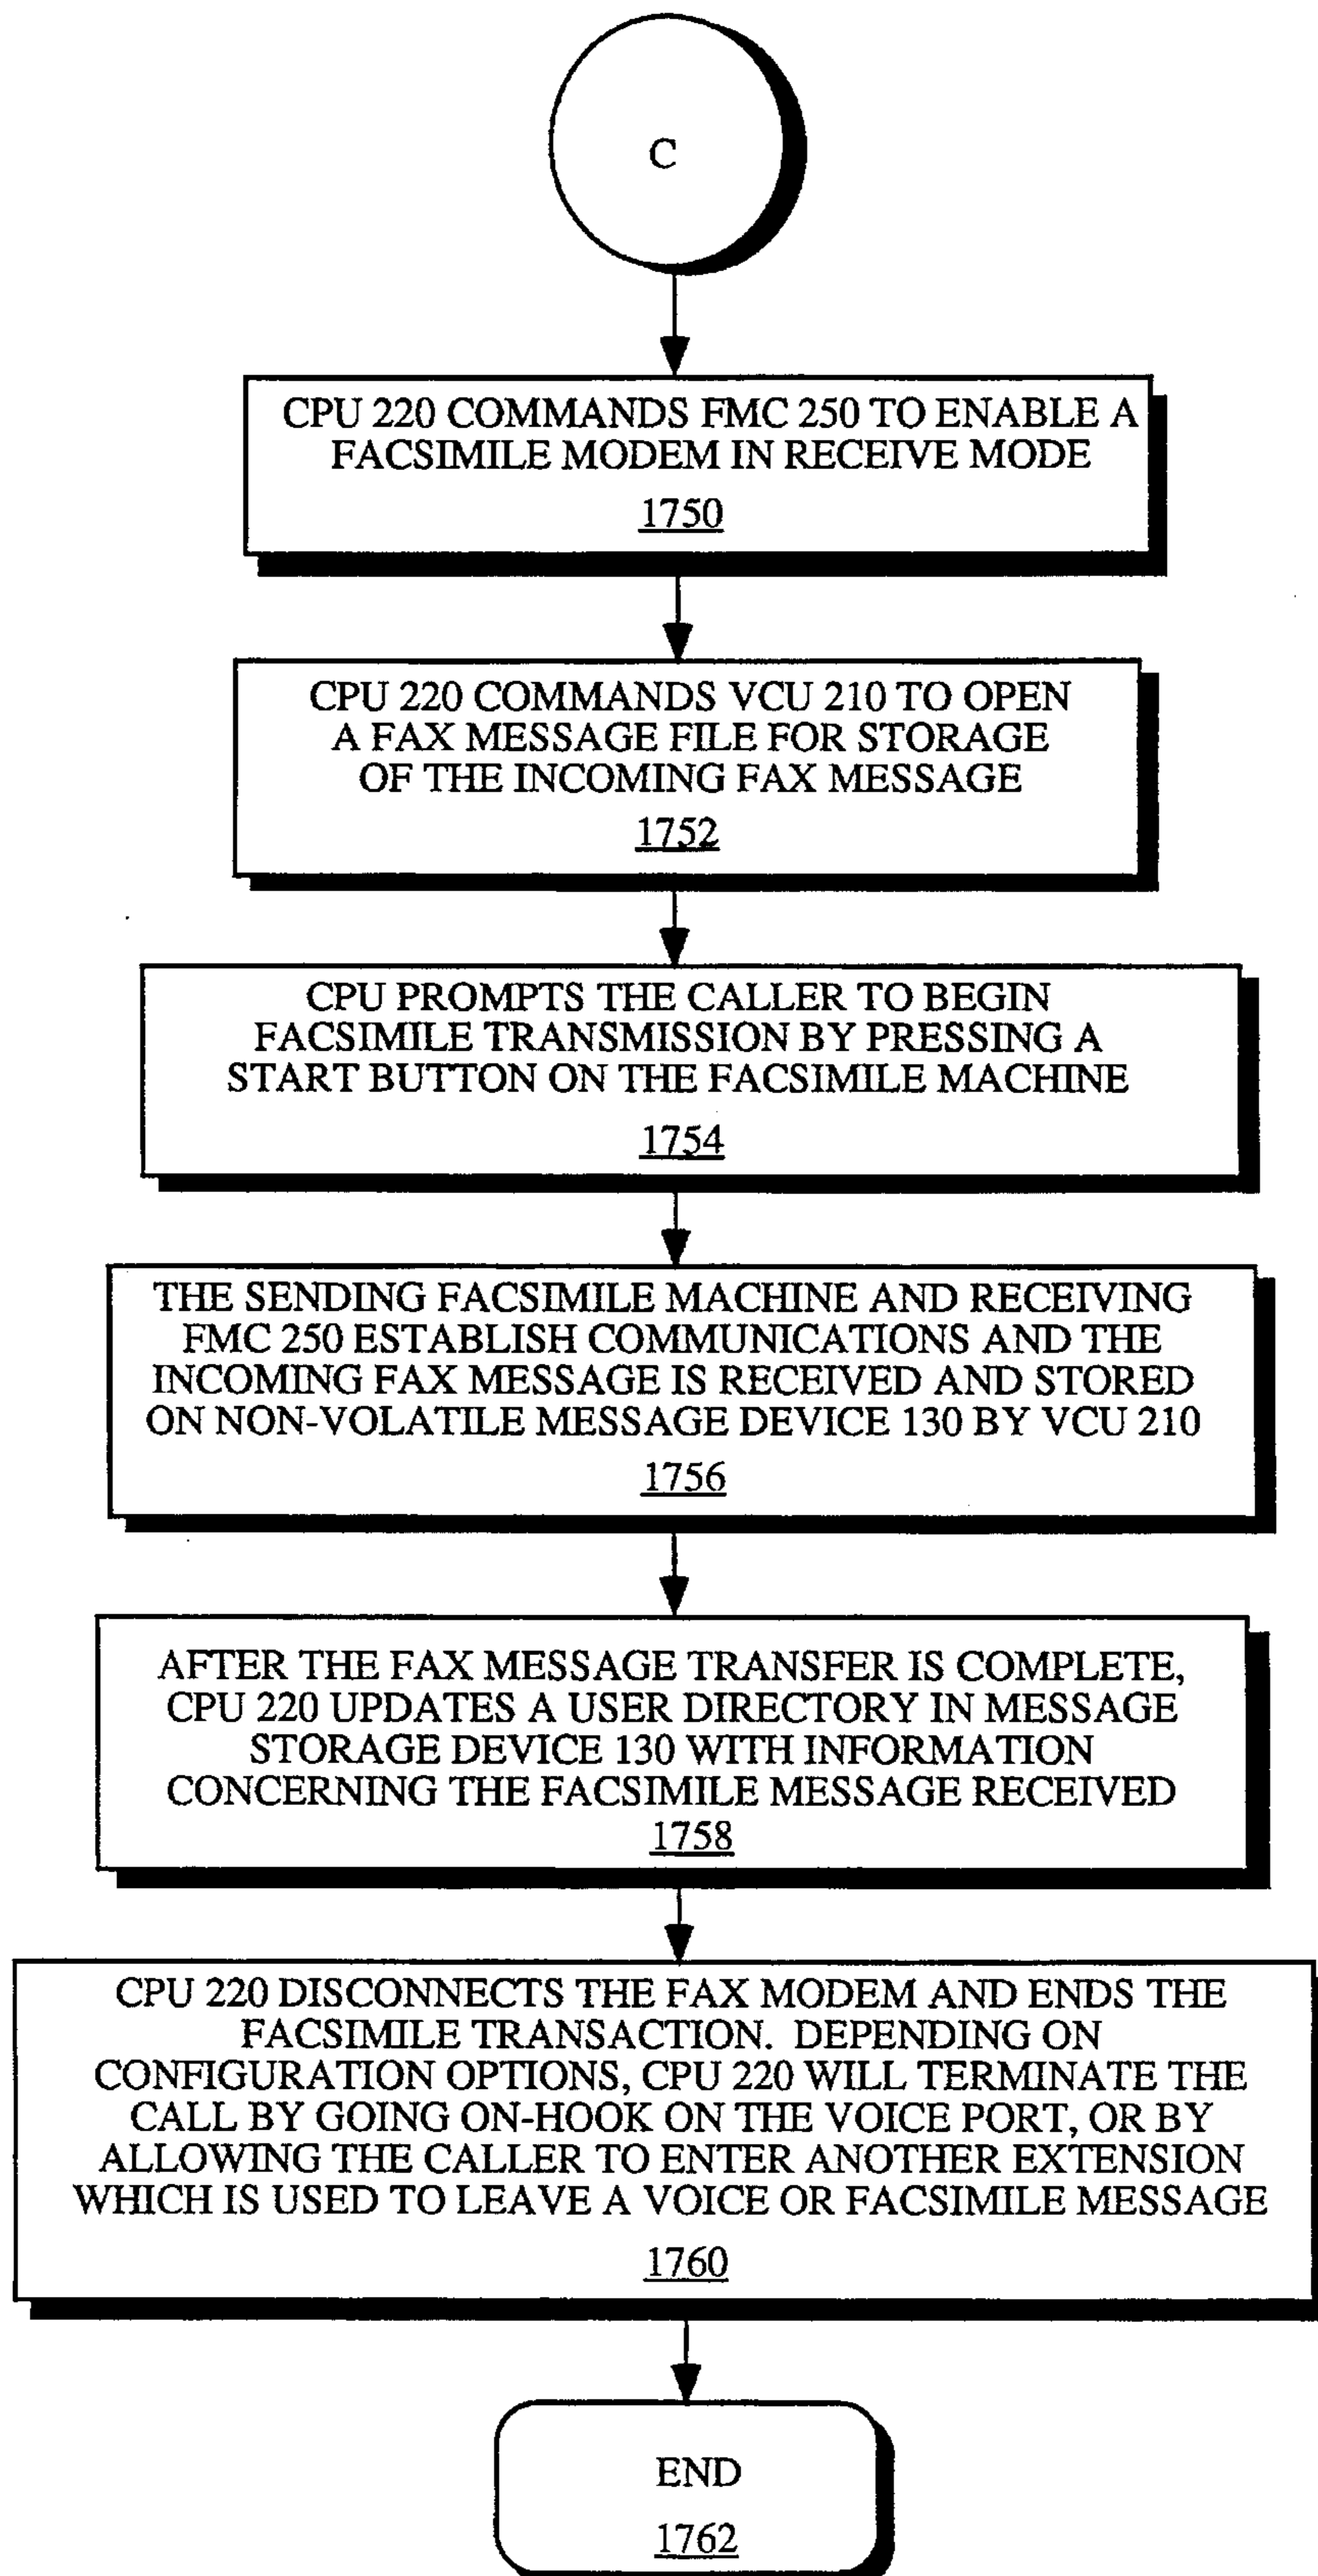 C
CPU 220 COMMANDS FMC 250 TO ENABLE A
FACSIMILE MODEM IN RECEIVE MODE
1750
CPU 220 COMMANDS VCU 210 TO OPEN
A FAX MESSAGE FILE FOR STORAGE
OF THE INCOMING FAX MESSAGE
1752
CPU PROMPTS THE CALLER TO BEGIN
FACSIMILE TRANSMISSION BY PRESSING A
START BUTTON ON THE FACSIMILE MACHINE
1754
THE SENDING FACSIMILE MACHINE AND RECEIVING
FMC 250 ESTABLISH COMMUNICATIONS AND THE
INCOMING FAX MESSAGE IS RECEIVED AND STORED
ON NON-VOLATILE MESSAGE DEVICE 130 BY VCU 210
1756
AFTER THE FAX MESSAGE TRANSFER IS COMPLETE,
CPU 220 UPDATES A USER DIRECTORY IN MESSAGE
STORAGE DEVICE 130 WITH INFORMATION
CONCERNING THE FACSIMILE MESSAGE RECEIVED
1758
CPU 220 DISCONNECTS THE FAX MODEM AND ENDS THE
FACSIMILE TRANSACTION. DEPENDING ON
CONFIGURATION OPTIONS, CPU 220 WILL TERMINATE THE
CALL BY GOING ON-HOOK ON THE VOICE PORT, OR BY
ALLOWING THE CALLER TO ENTER ANOTHER EXTENSION
WHICH IS USED TO LEAVE A VOICE OR FACSIMILE MESSAGE
1760
END
1762